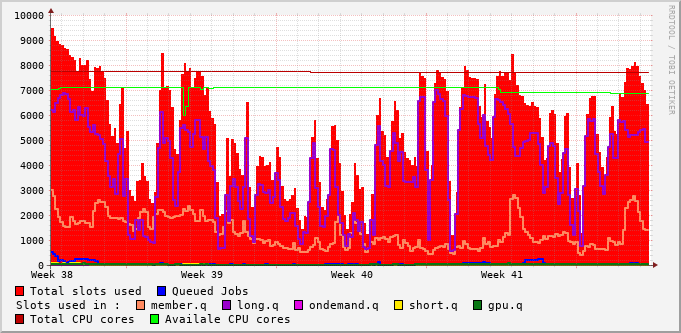 10000
9000
8000
7000
6000
5000
4000
3000
2000
1000
0
Week 38 Week 39 Week 40 Week 41
RRDTOOL / TOBI OETIKER
Total slots used Queued Jobs
Slots used in : member.q long.q ondemand.q short.q gpu.q
Total CPU cores Availale CPU cores